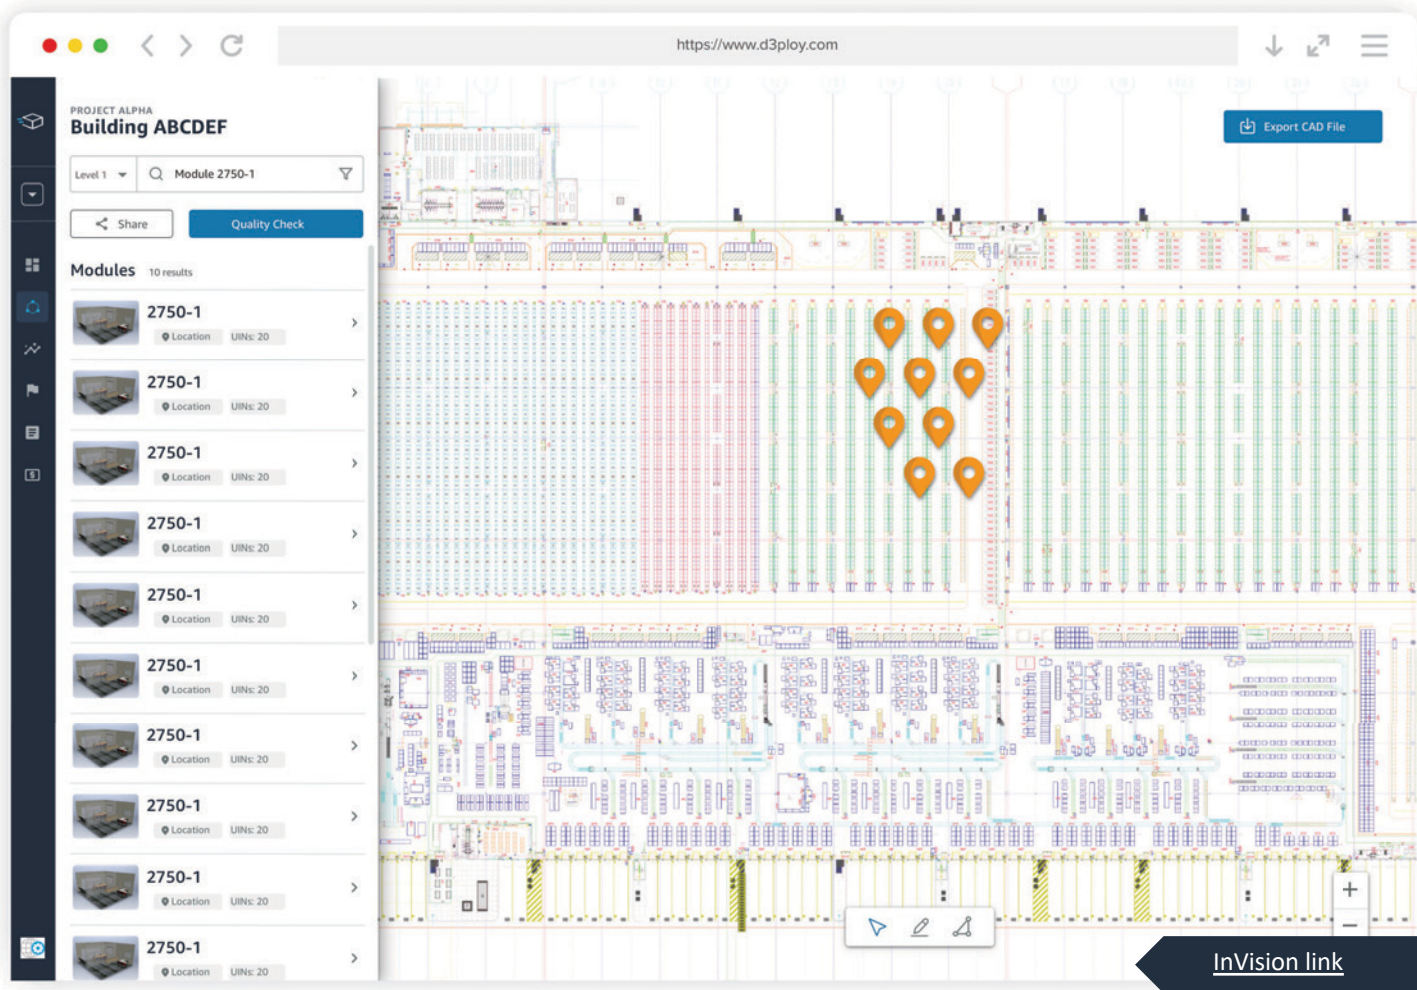 https://www.d3ploy.com
PROJECT ALPHA
Building ABCDEF
Export CAD File
Level 1
Module 2750-1
Share
Quality Check
Modules 10 results
2750-1
Location UINs: 20
2750-1
Location UINs: 20
2750-1
Location UINs: 20
2750-1
Location UINs: 20
2750-1
Location UINs: 20
2750-1
Location UINs: 20
2750-1
Location UINs: 20
2750-1
Location UINs: 20
2750-1
Location UINs: 20
2750-1
Location UINs: 20
InVision link